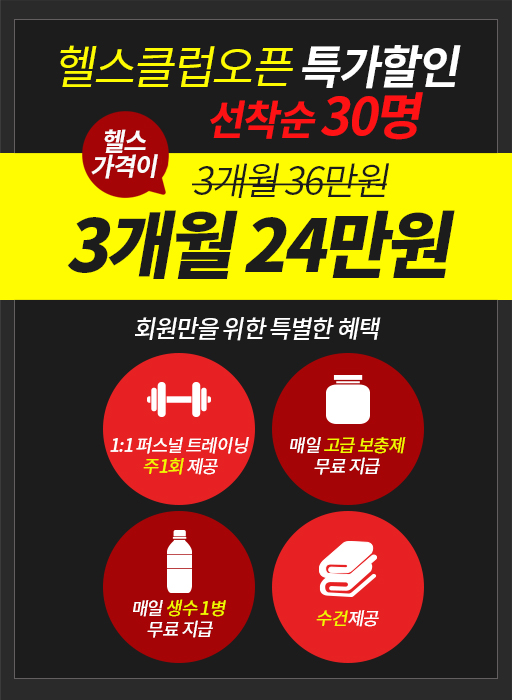 헬스클럽오픈 특가할인
선착순 30명
헬스
가격이
3개월 36만원
3개월 24만원
회원만을 위한 특별한 혜택
1:1 퍼스널 트레이닝
주1회 제공
매일 고급 보충제
무료 지급
매일 생수 1병
무료 지급
수건제공